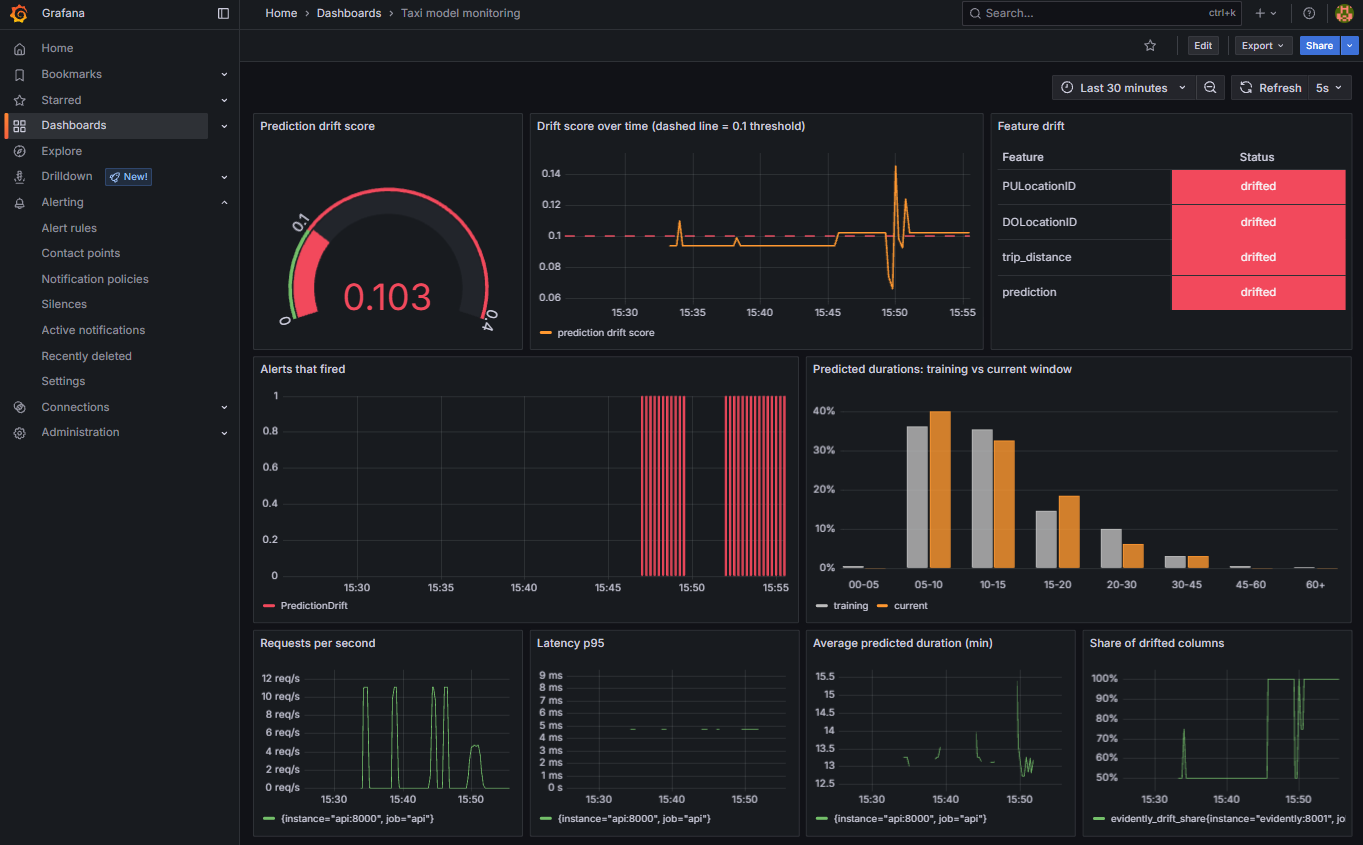 Grafana
Home > Dashboards > Taxi model monitoring
Search... ctrl+k
Home
Bookmarks
Starred
Dashboards
Explore
Drilldown New!
Alerting
Alert rules
Contact points
Notification policies
Silences
Active notifications
Recently deleted
Settings
Connections
Administration
Edit Export Share
Last 30 minutes Refresh 5s
Prediction drift score
0 0.1 0.4
0.103
Drift score over time (dashed line = 0.1 threshold)
0.14
0.12
0.1
0.08
0.06
15:30 15:35 15:40 15:45 15:50 15:55
prediction drift score
Feature drift
Feature Status
PULocationID drifted
DOLocationID drifted
trip_distance drifted
prediction drifted
Alerts that fired
1
0.8
0.6
0.4
0.2
0
15:30 15:35 15:40 15:45 15:50 15:55
PredictionDrift
Predicted durations: training vs current window
40%
30%
20%
10%
0%
00-05 05-10 10-15 15-20 20-30 30-45 45-60 60+
training current
Requests per second
12 req/s
10 req/s
8 req/s
6 req/s
4 req/s
2 req/s
0 req/s
15:30 15:40 15:50
{instance="api:8000", job="api"}
Latency p95
9 ms
8 ms
7 ms
6 ms
5 ms
4 ms
3 ms
2 ms
1 ms
0 s
15:30 15:40 15:50
{instance="api:8000", job="api"}
Average predicted duration (min)
15.5
15
14.5
14
13.5
13
12.5
15:30 15:40 15:50
{instance="api:8000", job="api"}
Share of drifted columns
100%
90%
80%
70%
60%
50%
15:30 15:40 15:50
evidently_drift_share{instance="evidently:8001", jo